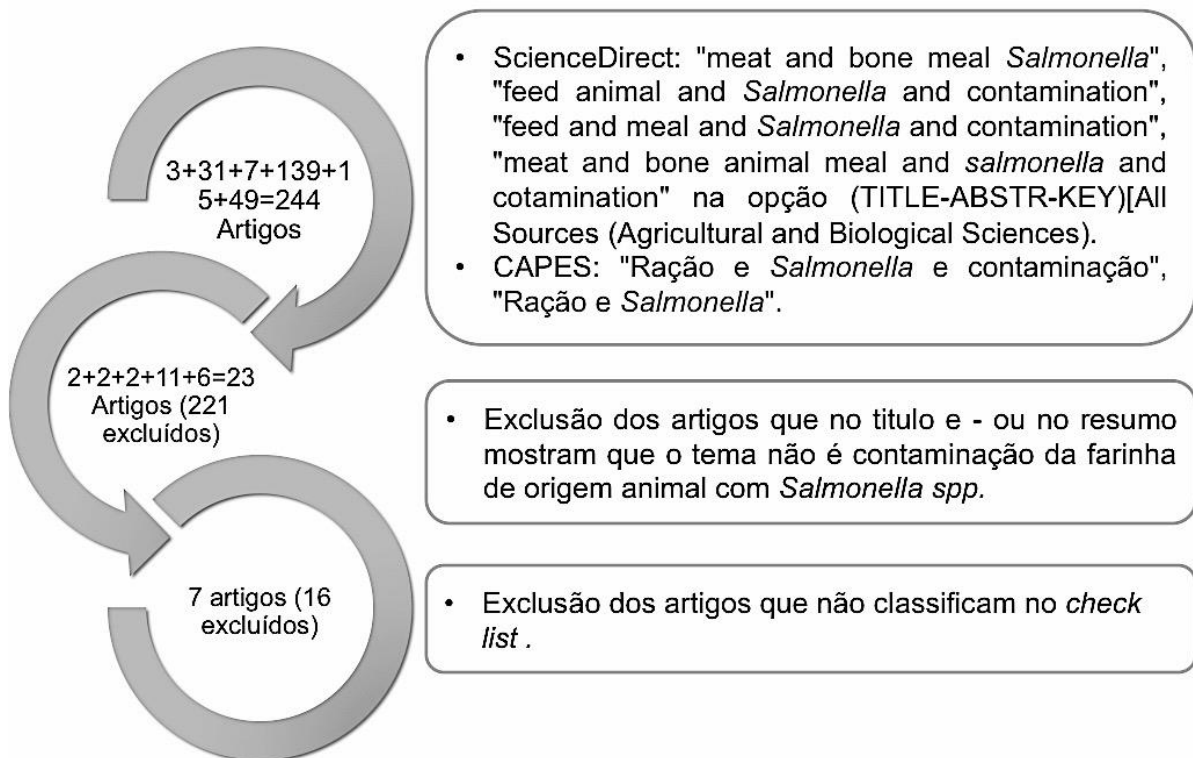 3+31+7+139+1
5+49=244
Artigos
• ScienceDirect: "meat and bone meal Salmonella",
"feed animal and Salmonella and contamination",
"feed and meal and Salmonella and contamination",
"meat and bone animal meal and salmonella and
cotamination" na opção (TITLE-ABSTR-KEY)[All
Sources (Agricultural and Biological Sciences).
• CAPES: "Ração e Salmonella e contaminação",
"Ração e Salmonella".
2+2+2+11+6=23
Artigos (221
excluídos)
• Exclusão dos artigos que no titulo e - ou no resumo
mostram que o tema não é contaminação da farinha
de origem animal com Salmonella spp.
7 artigos (16
excluídos)
• Exclusão dos artigos que não classificam no check
list .